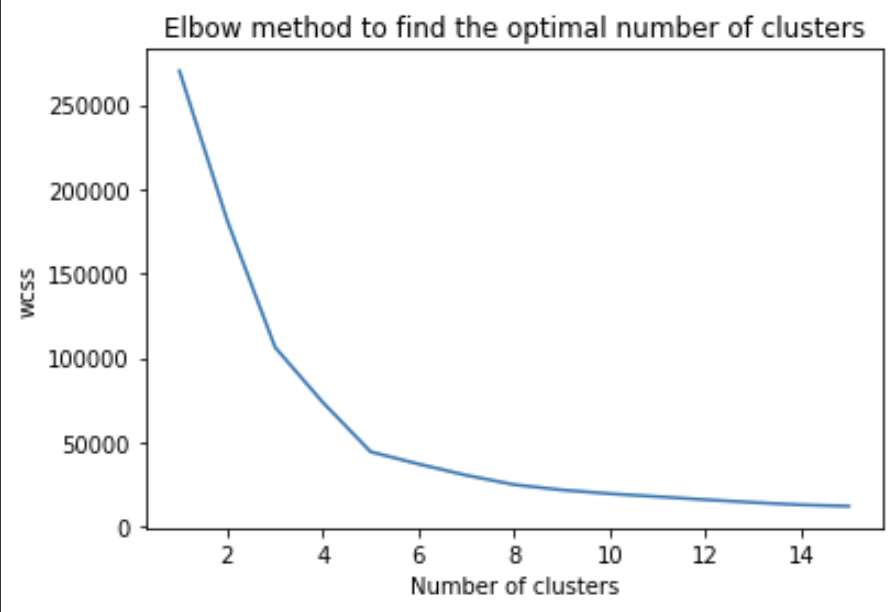 Elbow method to find the optimal number of clusters
250000
200000
150000
100000
50000
0
wcss
2 4 6 8 10 12 14
Number of clusters